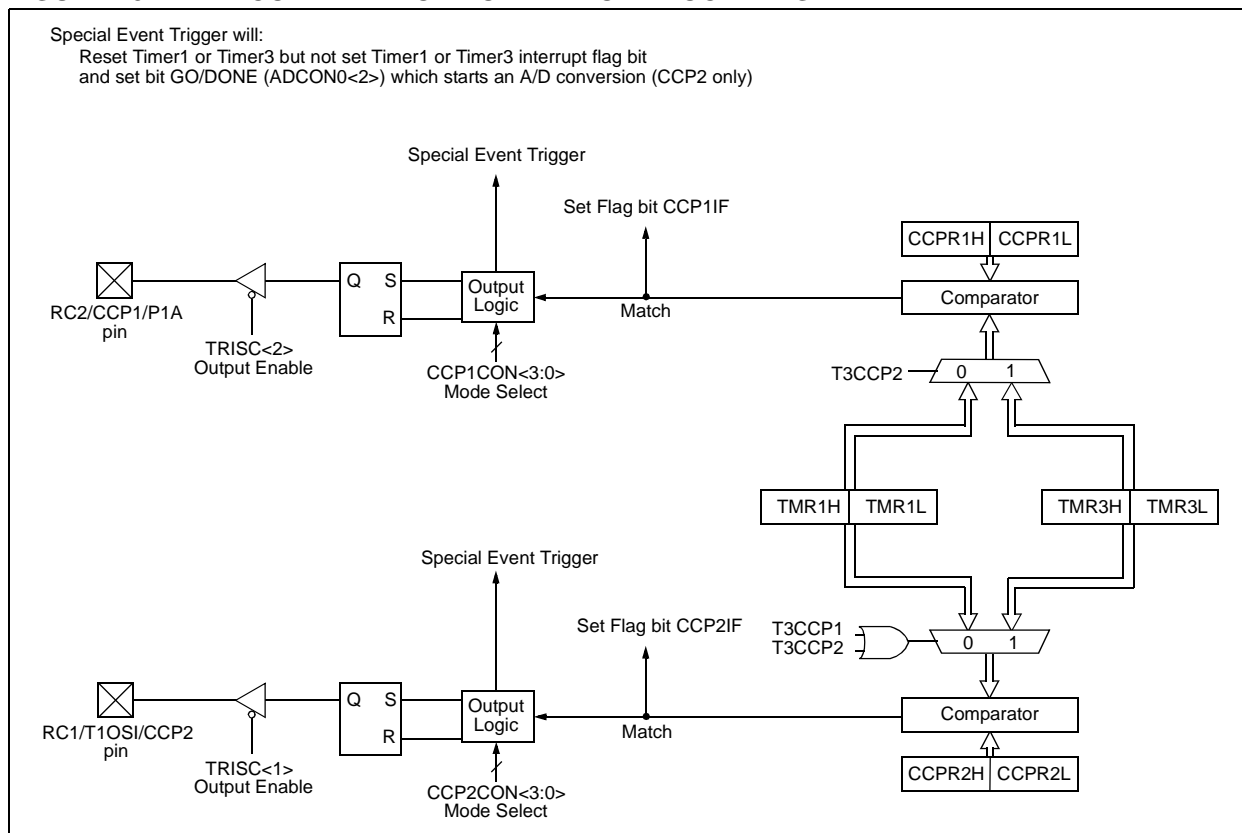 Special Event Trigger will:
Reset Timer1 or Timer3 but not set Timer1 or Timer3 interrupt flag bit
and set bit GO/DONE (ADCON0<2>) which starts an A/D conversion (CCP2 only)
Special Event Trigger
Set Flag bit CCP1IF
CCPR1H CCPR1L
Q S
R
Output
Logic
Comparator
RC2/CCP1/P1A
pin
Match
TRISC<2>
Output Enable
CCP1CON<3:0>
Mode Select
T3CCP2
0 1
TMR1H TMR1L
TMR3H TMR3L
Special Event Trigger
Set Flag bit CCP2IF
T3CCP1
T3CCP2
0 1
Q S
R
Output
Logic
Comparator
RC1/T1OSI/CCP2
pin
Match
TRISC<1>
Output Enable
CCP2CON<3:0>
Mode Select
CCPR2H CCPR2L